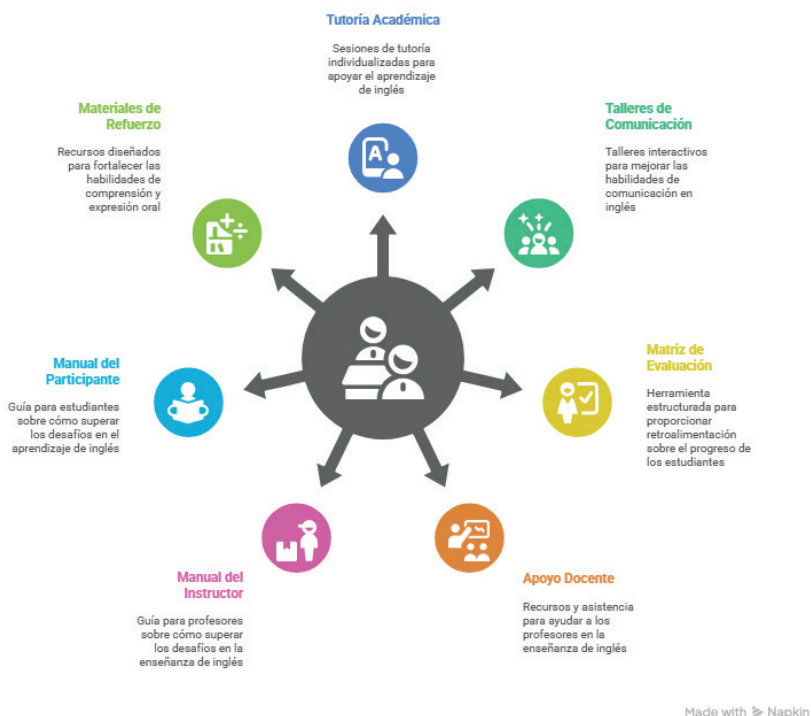 Tutoría Académica
Sesiones de tutoría
individualizadas para
apoyar el aprendizaje
de inglés
Materiales de
Refuerzo
Recursos diseñados
para fortalecer las
habilidades de
comprensión y
expresión oral
A
Talleres de
Comunicación
Talleres interactivos
para mejorar las
habilidades de
comunicación en
inglés
Manual del
Participante
Guía para estudiantes
sobre cómo superar
los desafíos en el
aprendizaje de inglés
Matriz de
Evaluación
Herramienta
estructurada para
proporcionar
retroalimentación
sobre el progreso de
los estudiantes
Manual del
Instructor
Guía para profesores
sobre cómo superar
los desafíos en la
enseñanza de inglés
Apoyo Docente
Recursos y asistencia
para ayudar a los
profesores en la
enseñanza de inglés
Made with Napkin